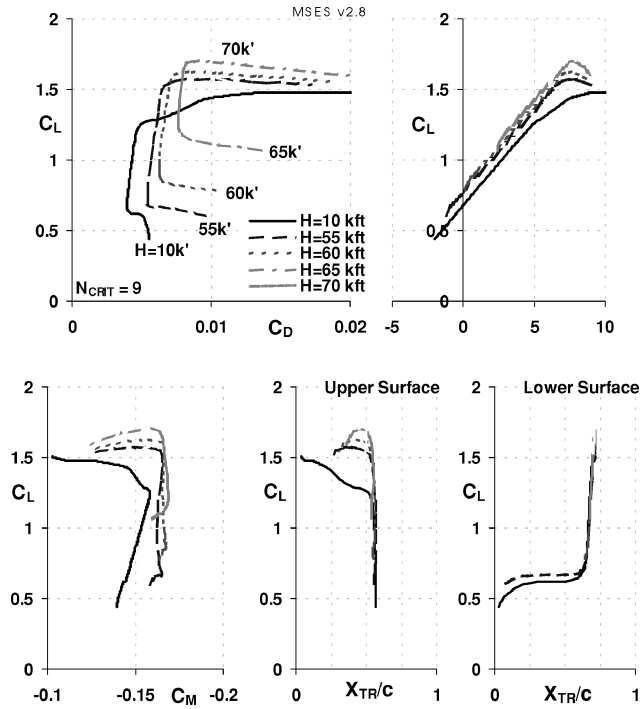 MSES v2.8
2
1.5
C_L
1
0.5
0
0
0.01
C_D
0.02
70k'
65k'
60k'
55k'
H=10k'
N_CRIT = 9
H=10 kft
H=55 kft
H=60 kft
H=65 kft
H=70 kft
2
1.5
C_L
1
0.5
0
-5
0
5
10
2
1.5
C_L
1
0.5
0
-0.1
-0.15
C_M
-0.2
Upper Surface
2
1.5
C_L
1
0.5
0
0
X_TR/c
1
Lower Surface
2
1.5
C_L
1
0.5
0
0
X_TR/c
1